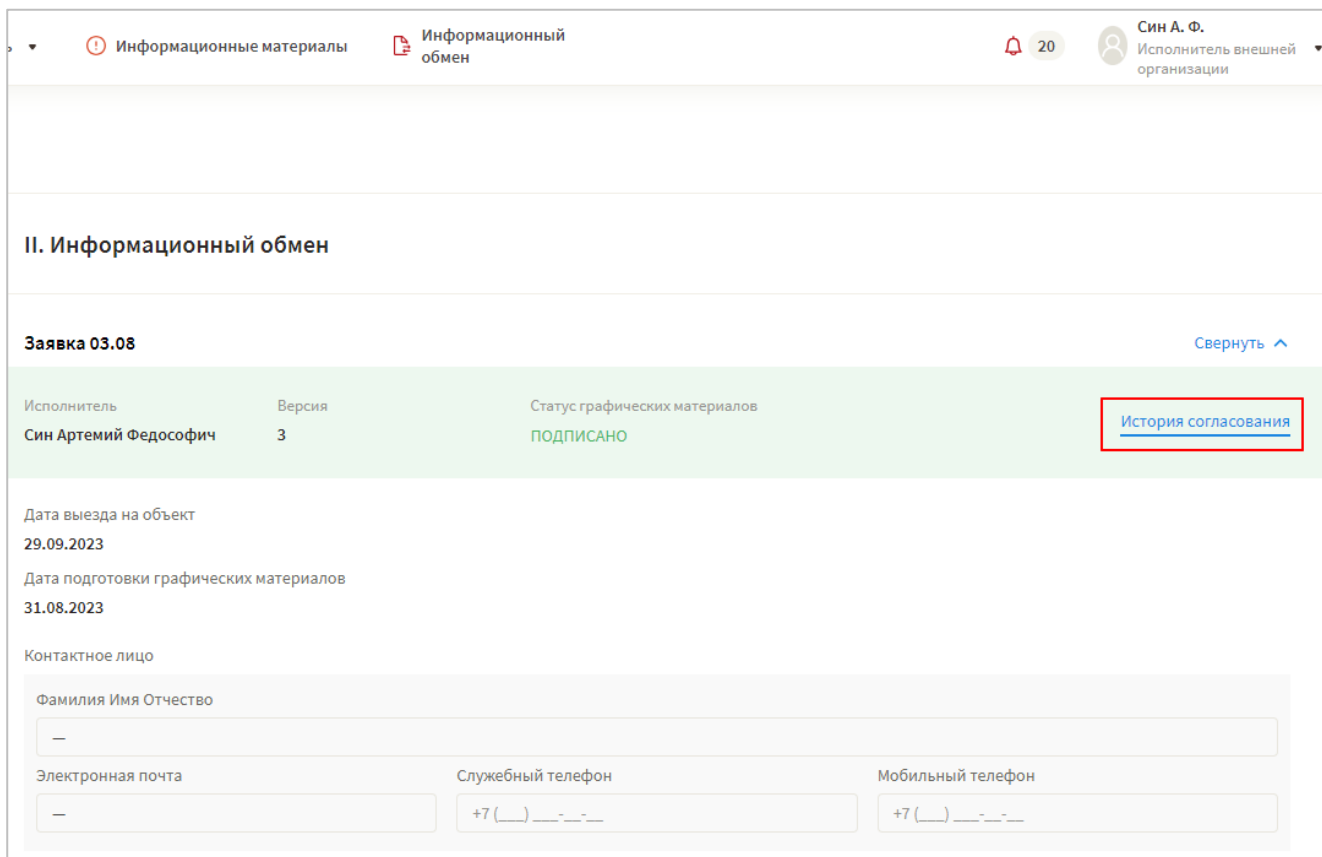 Информационные материалы
Информационный
обмен
20
Син А. Ф.
Исполнитель внешней
организации
II. Информационный обмен
Заявка 03.08
Свернуть
Исполнитель Версия Статус графических материалов
Син Артемий Федософич 3 ПОДПИСАНО
История согласования
Дата выезда на объект
29.09.2023
Дата подготовки графических материалов
31.08.2023
Контактное лицо
Фамилия Имя Отчество
—
Электронная почта Служебный телефон Мобильный телефон
— +7 (___) ___-__-__ +7 (___) ___-__-__